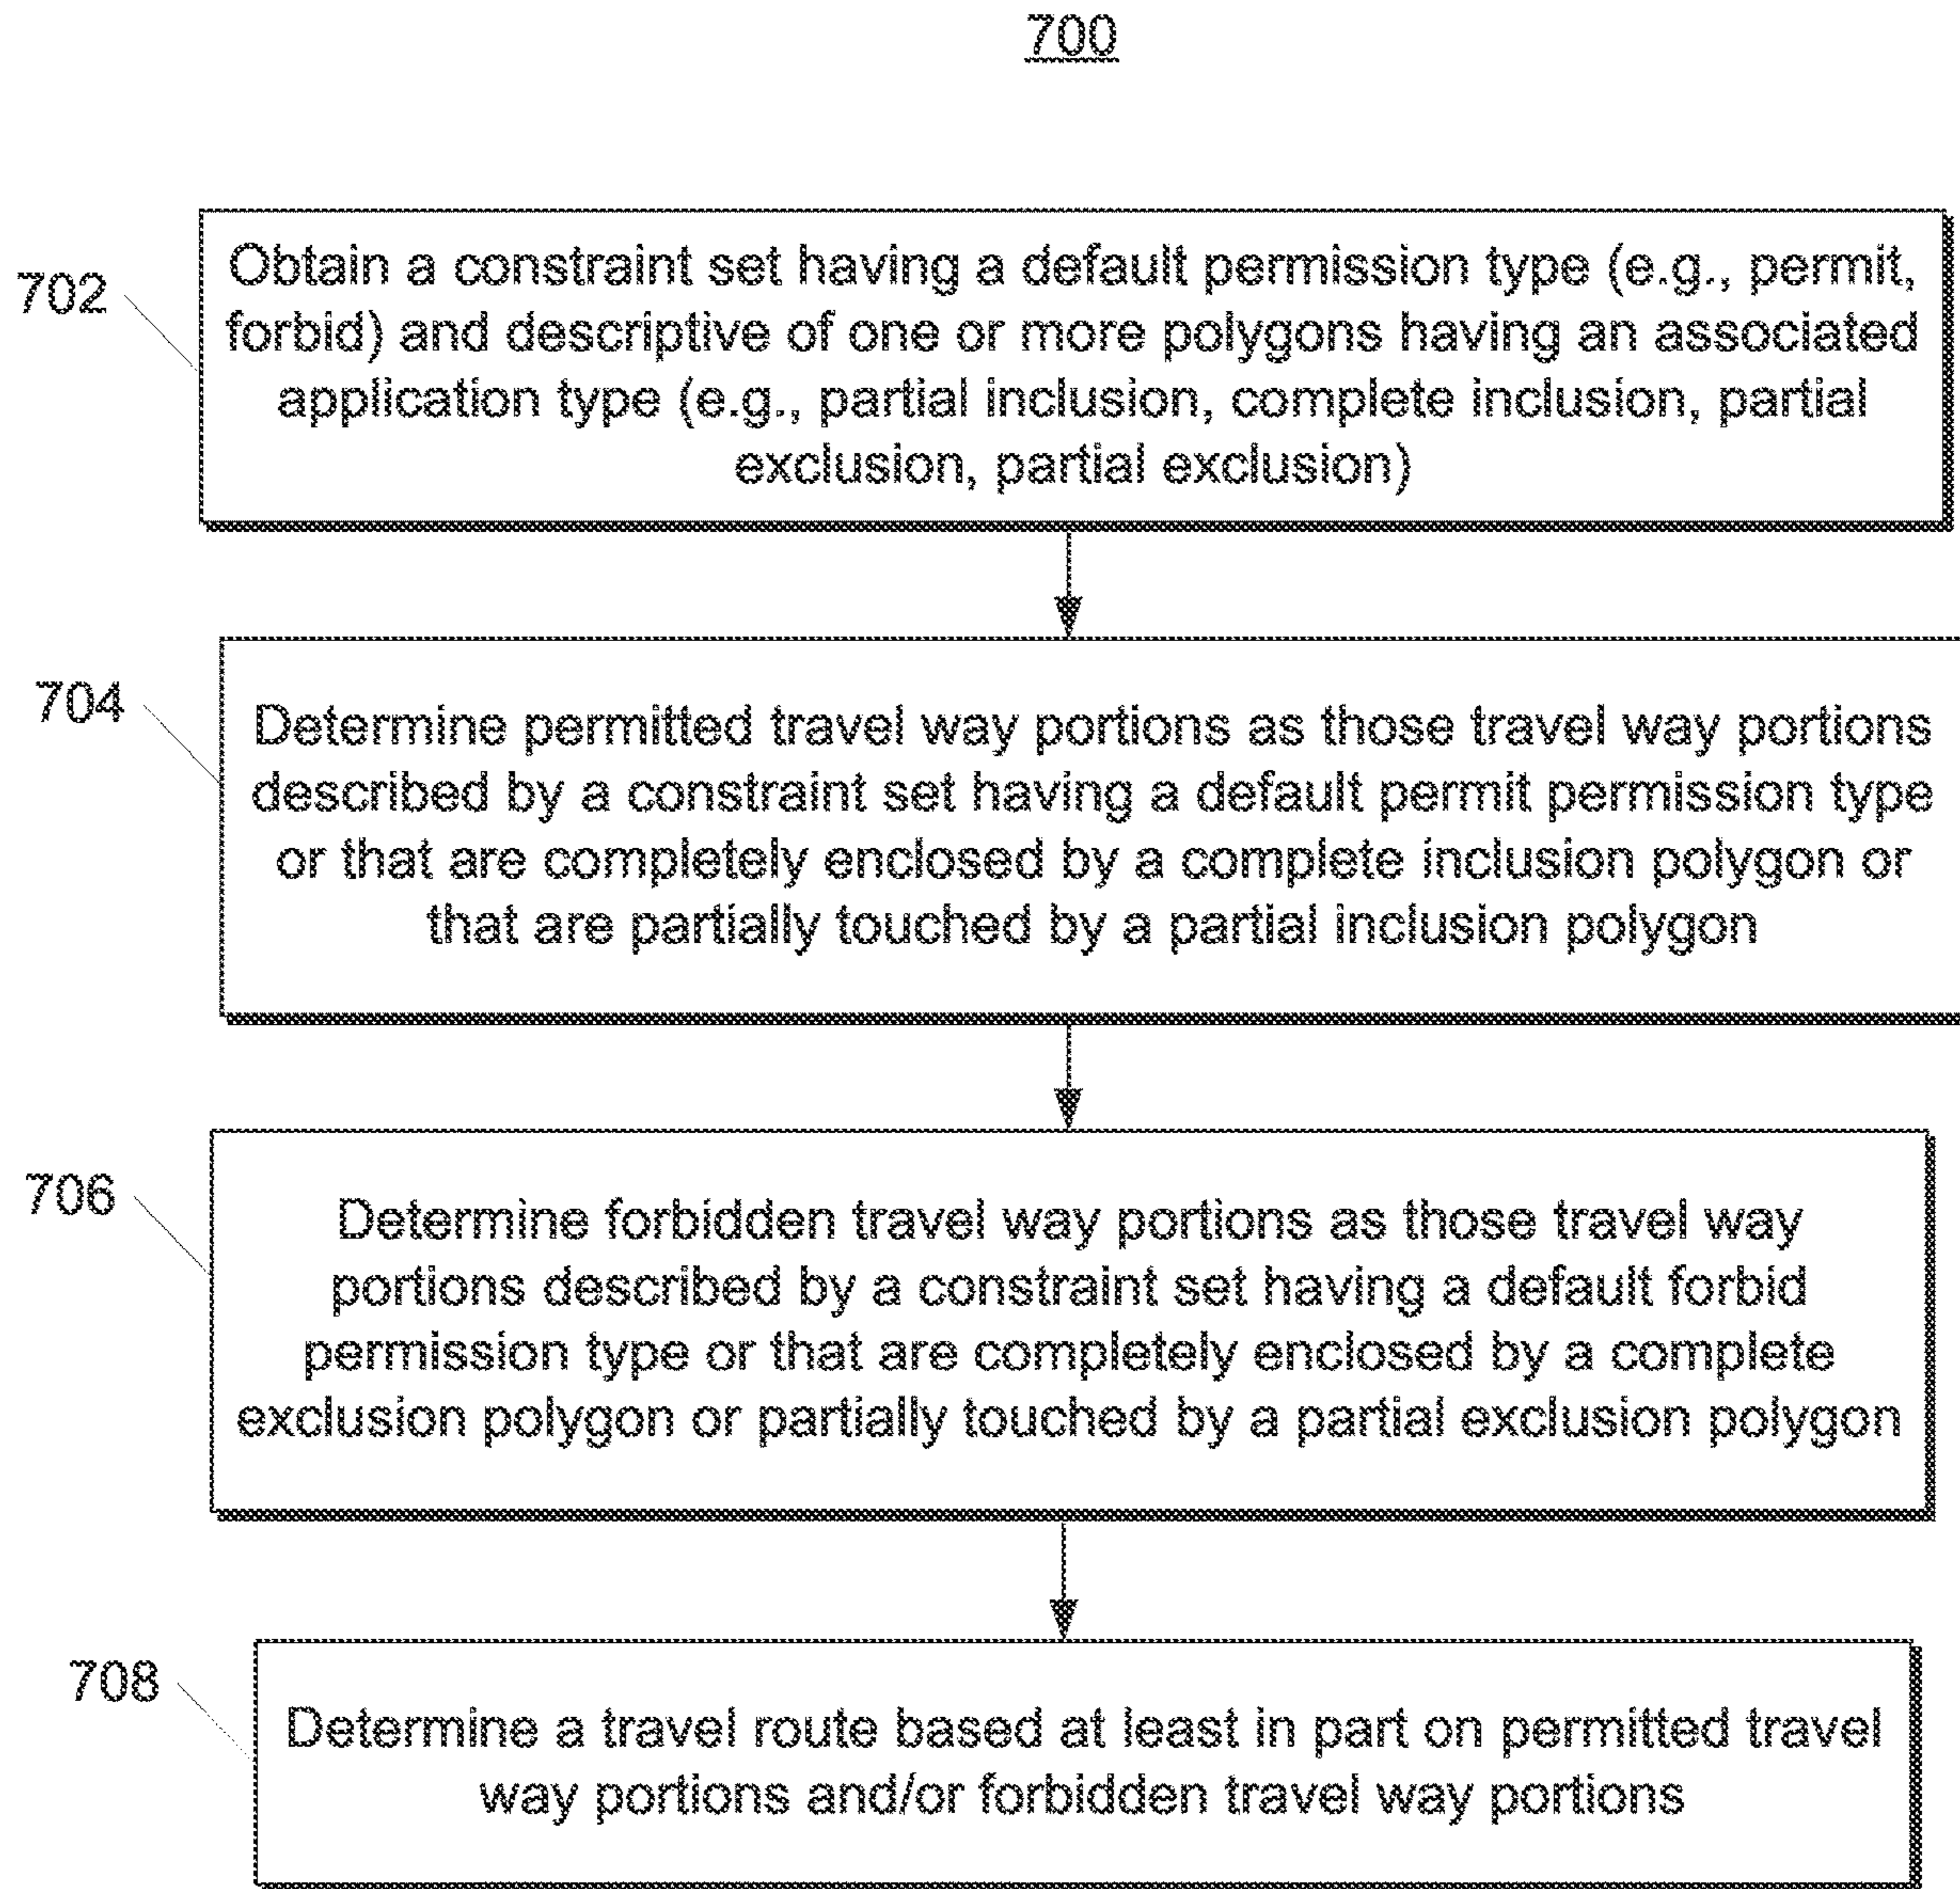 700
702
Obtain a constraint set having a default permission type (e.g., permit,
forbid) and descriptive of one or more polygons having an associated
application type (e.g., partial inclusion, complete inclusion, partial
exclusion, partial exclusion)
704
Determine permitted travel way portions as those travel way portions
described by a constraint set having a default permit permission type
or that are completely enclosed by a complete inclusion polygon or
that are partially touched by a partial inclusion polygon
706
Determine forbidden travel way portions as those travel way
portions described by a constraint set having a default forbid
permission type or that are completely enclosed by a complete
exclusion polygon or partially touched by a partial exclusion polygon
708
Determine a travel route based at least in part on permitted travel
way portions and/or forbidden travel way portions